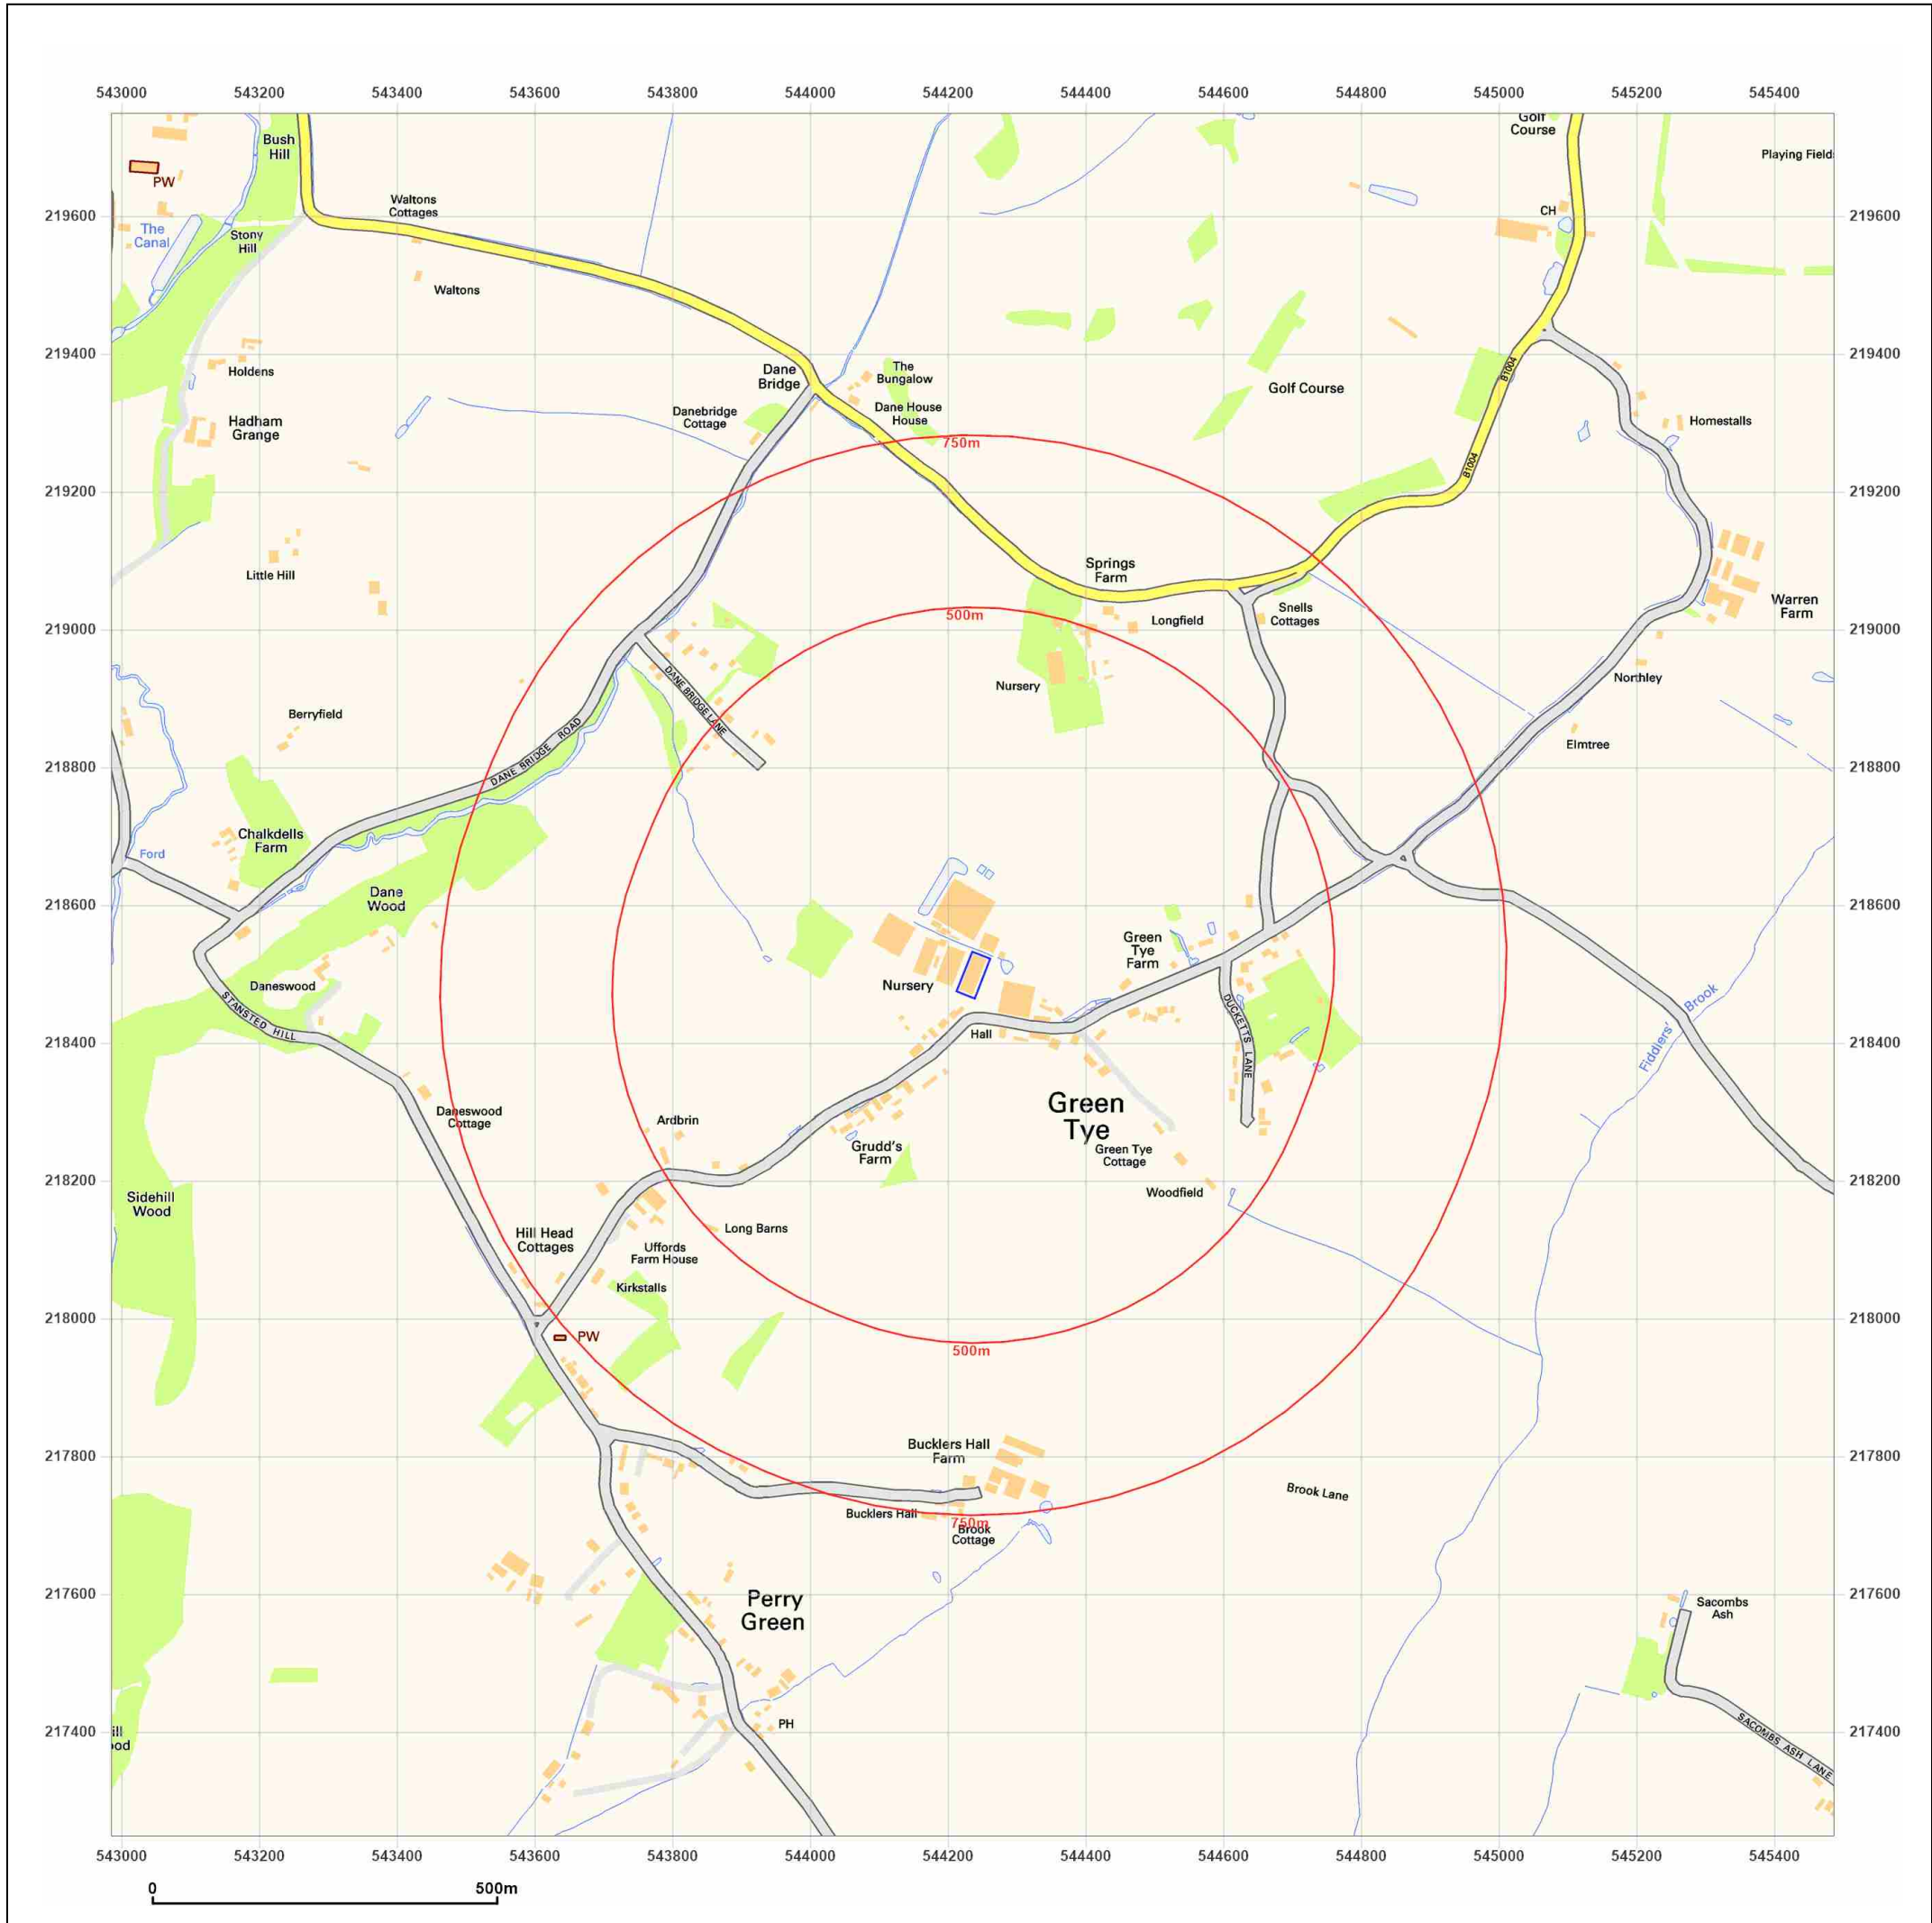 543000 543200 543400 543600 543800 544000 544200 544400 544600 544800 545000 545200 545400
Golf
Course
Bush
Hill
Playing Field
PW
Waltons
Cottages
219600
219600
CH
The
Canal
Stony
Hill
Waltons
219400
219400
Dane
Bridge
The
Bungalow
B1004
Holdens
Golf Course
Danebridge
Cottage
Dane House
House
Hadham
Grange
Homestalls
750m
B1004
219200
219200
Springs
Farm
Little Hill
Warren
Farm
500m
Snells
Cottages
Longfield
219000
219000
DANE BRIDGE LANE
Northley
Nursery
Berryfield
DANE BRIDGE ROAD
Elmtree
218800
218800
Chalkdells
Farm
Ford
Dane
Wood
218600
218600
Green
Tye
Farm
Daneswood
Nursery
STANSTED HILL
DUCKETTS LANE
Fiddlers' Brook
Hall
218400
218400
Daneswood
Cottage
Green
Tye
Ardbrin
Grudd's
Farm
Green Tye
Cottage
218200
218200
Sidehill
Wood
Woodfield
Hill Head
Cottages
Long Barns
Uffords
Farm House
Kirkstalls
218000
218000
PW
500m
217800
217800
Bucklers Hall
Farm
Brook Lane
Bucklers Hall
750m
Brook
Cottage
217600
217600
Perry
Green
Sacombs
Ash
PH
217400
217400
ill
ood
SACOMBS ASH LANE
543000 543200 543400 543600 543800 544000 544200 544400 544600 544800 545000 545200 545400
0 500m